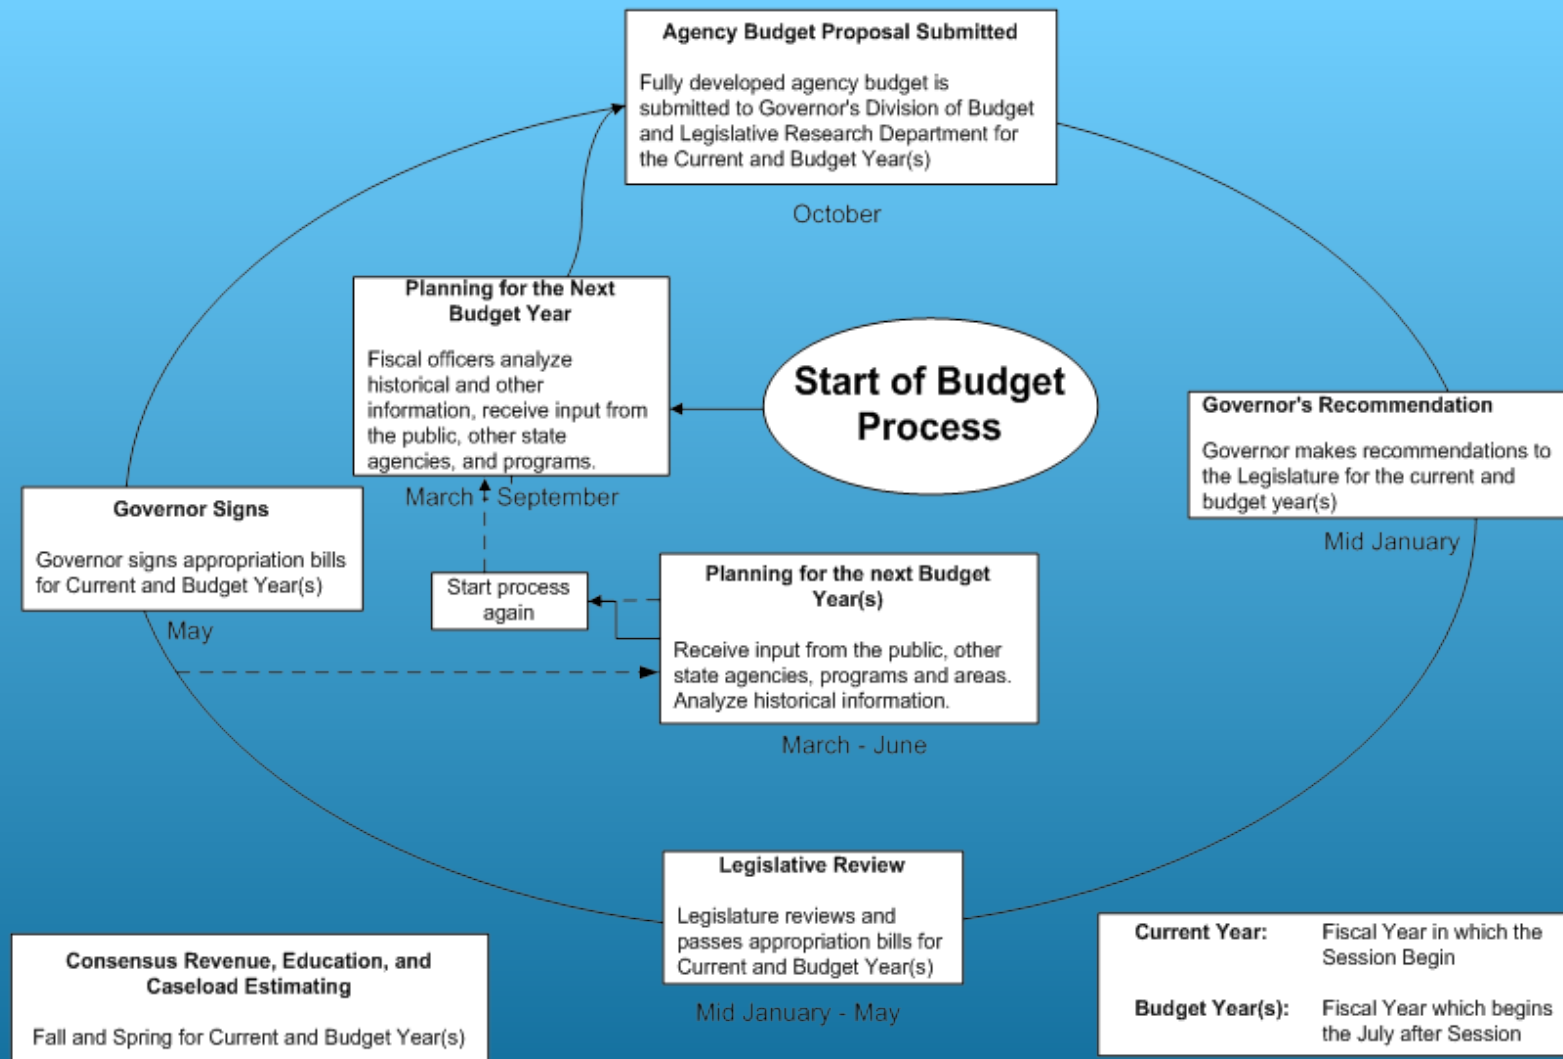 Agency Budget Proposal Submitted
Fully developed agency budget is
submitted to Governor's Division of Budget
and Legislative Research Department for
the Current and Budget Year(s)
October
Planning for the Next
Budget Year
Fiscal officers analyze
historical and other
information, receive input from
the public, other state
agencies, and programs.
March - September
Start of Budget
Process
Governor's Recommendation
Governor makes recommendations to
the Legislature for the current and
budget year(s)
Mid January
Governor Signs
Governor signs appropriation bills
for Current and Budget Year(s)
May
Start process
again
Planning for the next Budget
Year(s)
Receive input from the public, other
state agencies, programs and areas.
Analyze historical information.
March - June
Legislative Review
Legislature reviews and
passes appropriation bills for
Current and Budget Year(s)
Mid January - May
Consensus Revenue, Education, and
Caseload Estimating
Fall and Spring for Current and Budget Year(s)
Current Year: Fiscal Year in which the
Session Begin
Budget Year(s): Fiscal Year which begins
the July after Session